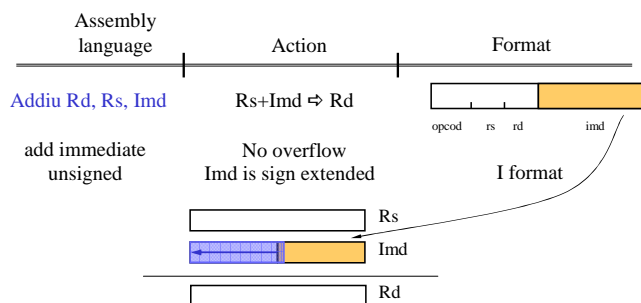 Assembly
language
Action
Format
Addiu Rd, Rs, Imd
Rs+Imd ⇨ Rd
opcod rs rd imd
add immediate
unsigned
No overflow
Imd is sign extended
I format
Rs
Imd
Rd